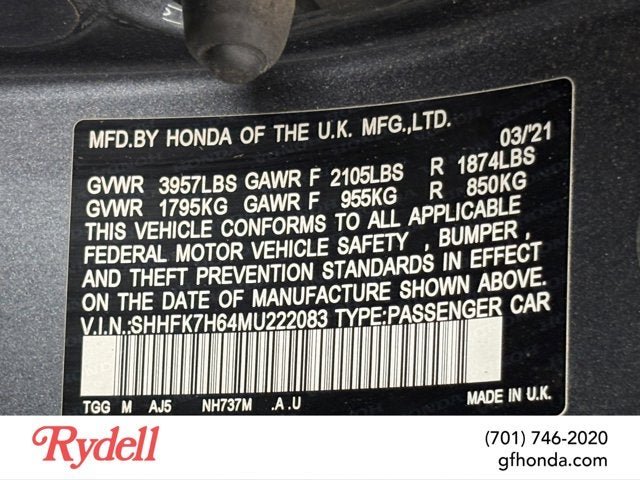 MFD.BY HONDA OF THE U.K. MFG.,LTD. 03/'21
GVWR 3957LBS GAWR F 2105LBS R 1874LBS
GVWR 1795KG GAWR F 955KG R 850KG
THIS VEHICLE CONFORMS TO ALL APPLICABLE
FEDERAL MOTOR VEHICLE SAFETY , BUMPER ,
AND THEFT PREVENTION STANDARDS IN EFFECT
ON THE DATE OF MANUFACTURE SHOWN ABOVE.
V.I.N.:SHHFK7H64MU222083 TYPE:PASSENGER CAR
TGG M AJ5 NH737M .A .U MADE IN U.K.
Rydell
(701) 746-2020
gfhonda.com